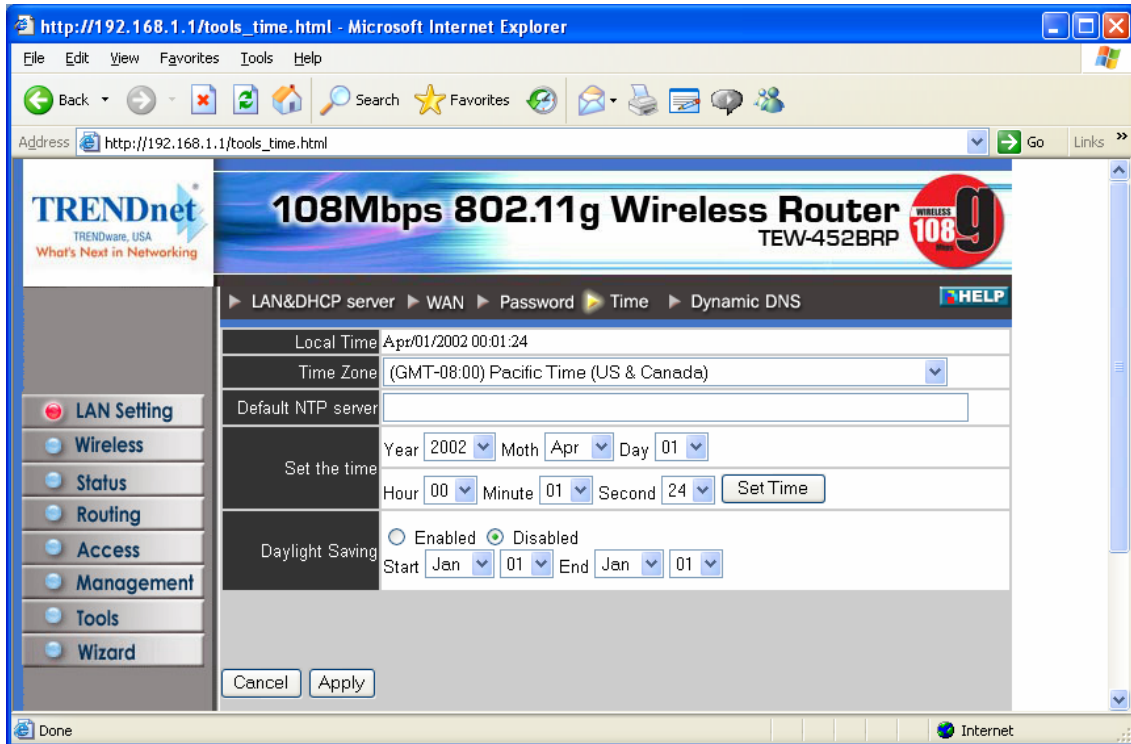 http://192.168.1.1/tools_time.html - Microsoft Internet Explorer
File Edit View Favorites Tools Help
Back Search Favorites
Address http://192.168.1.1/tools_time.html Go Links »
TRENDnet
TRENDware, USA
What's Next in Networking
108Mbps 802.11g Wireless Router
TEW-452BRP
WIRELESS
108
Mbps
g
LAN&DHCP server WAN Password Time Dynamic DNS
HELP
Local Time Apr/01/2002 00:01:24
Time Zone (GMT-08:00) Pacific Time (US & Canada)
Default NTP server
Set the time
Year 2002 Moth Apr Day 01
Hour 00 Minute 01 Second 24 Set Time
Daylight Saving
Enabled Disabled
Start Jan 01 End Jan 01
LAN Setting
Wireless
Status
Routing
Access
Management
Tools
Wizard
Cancel Apply
Done Internet